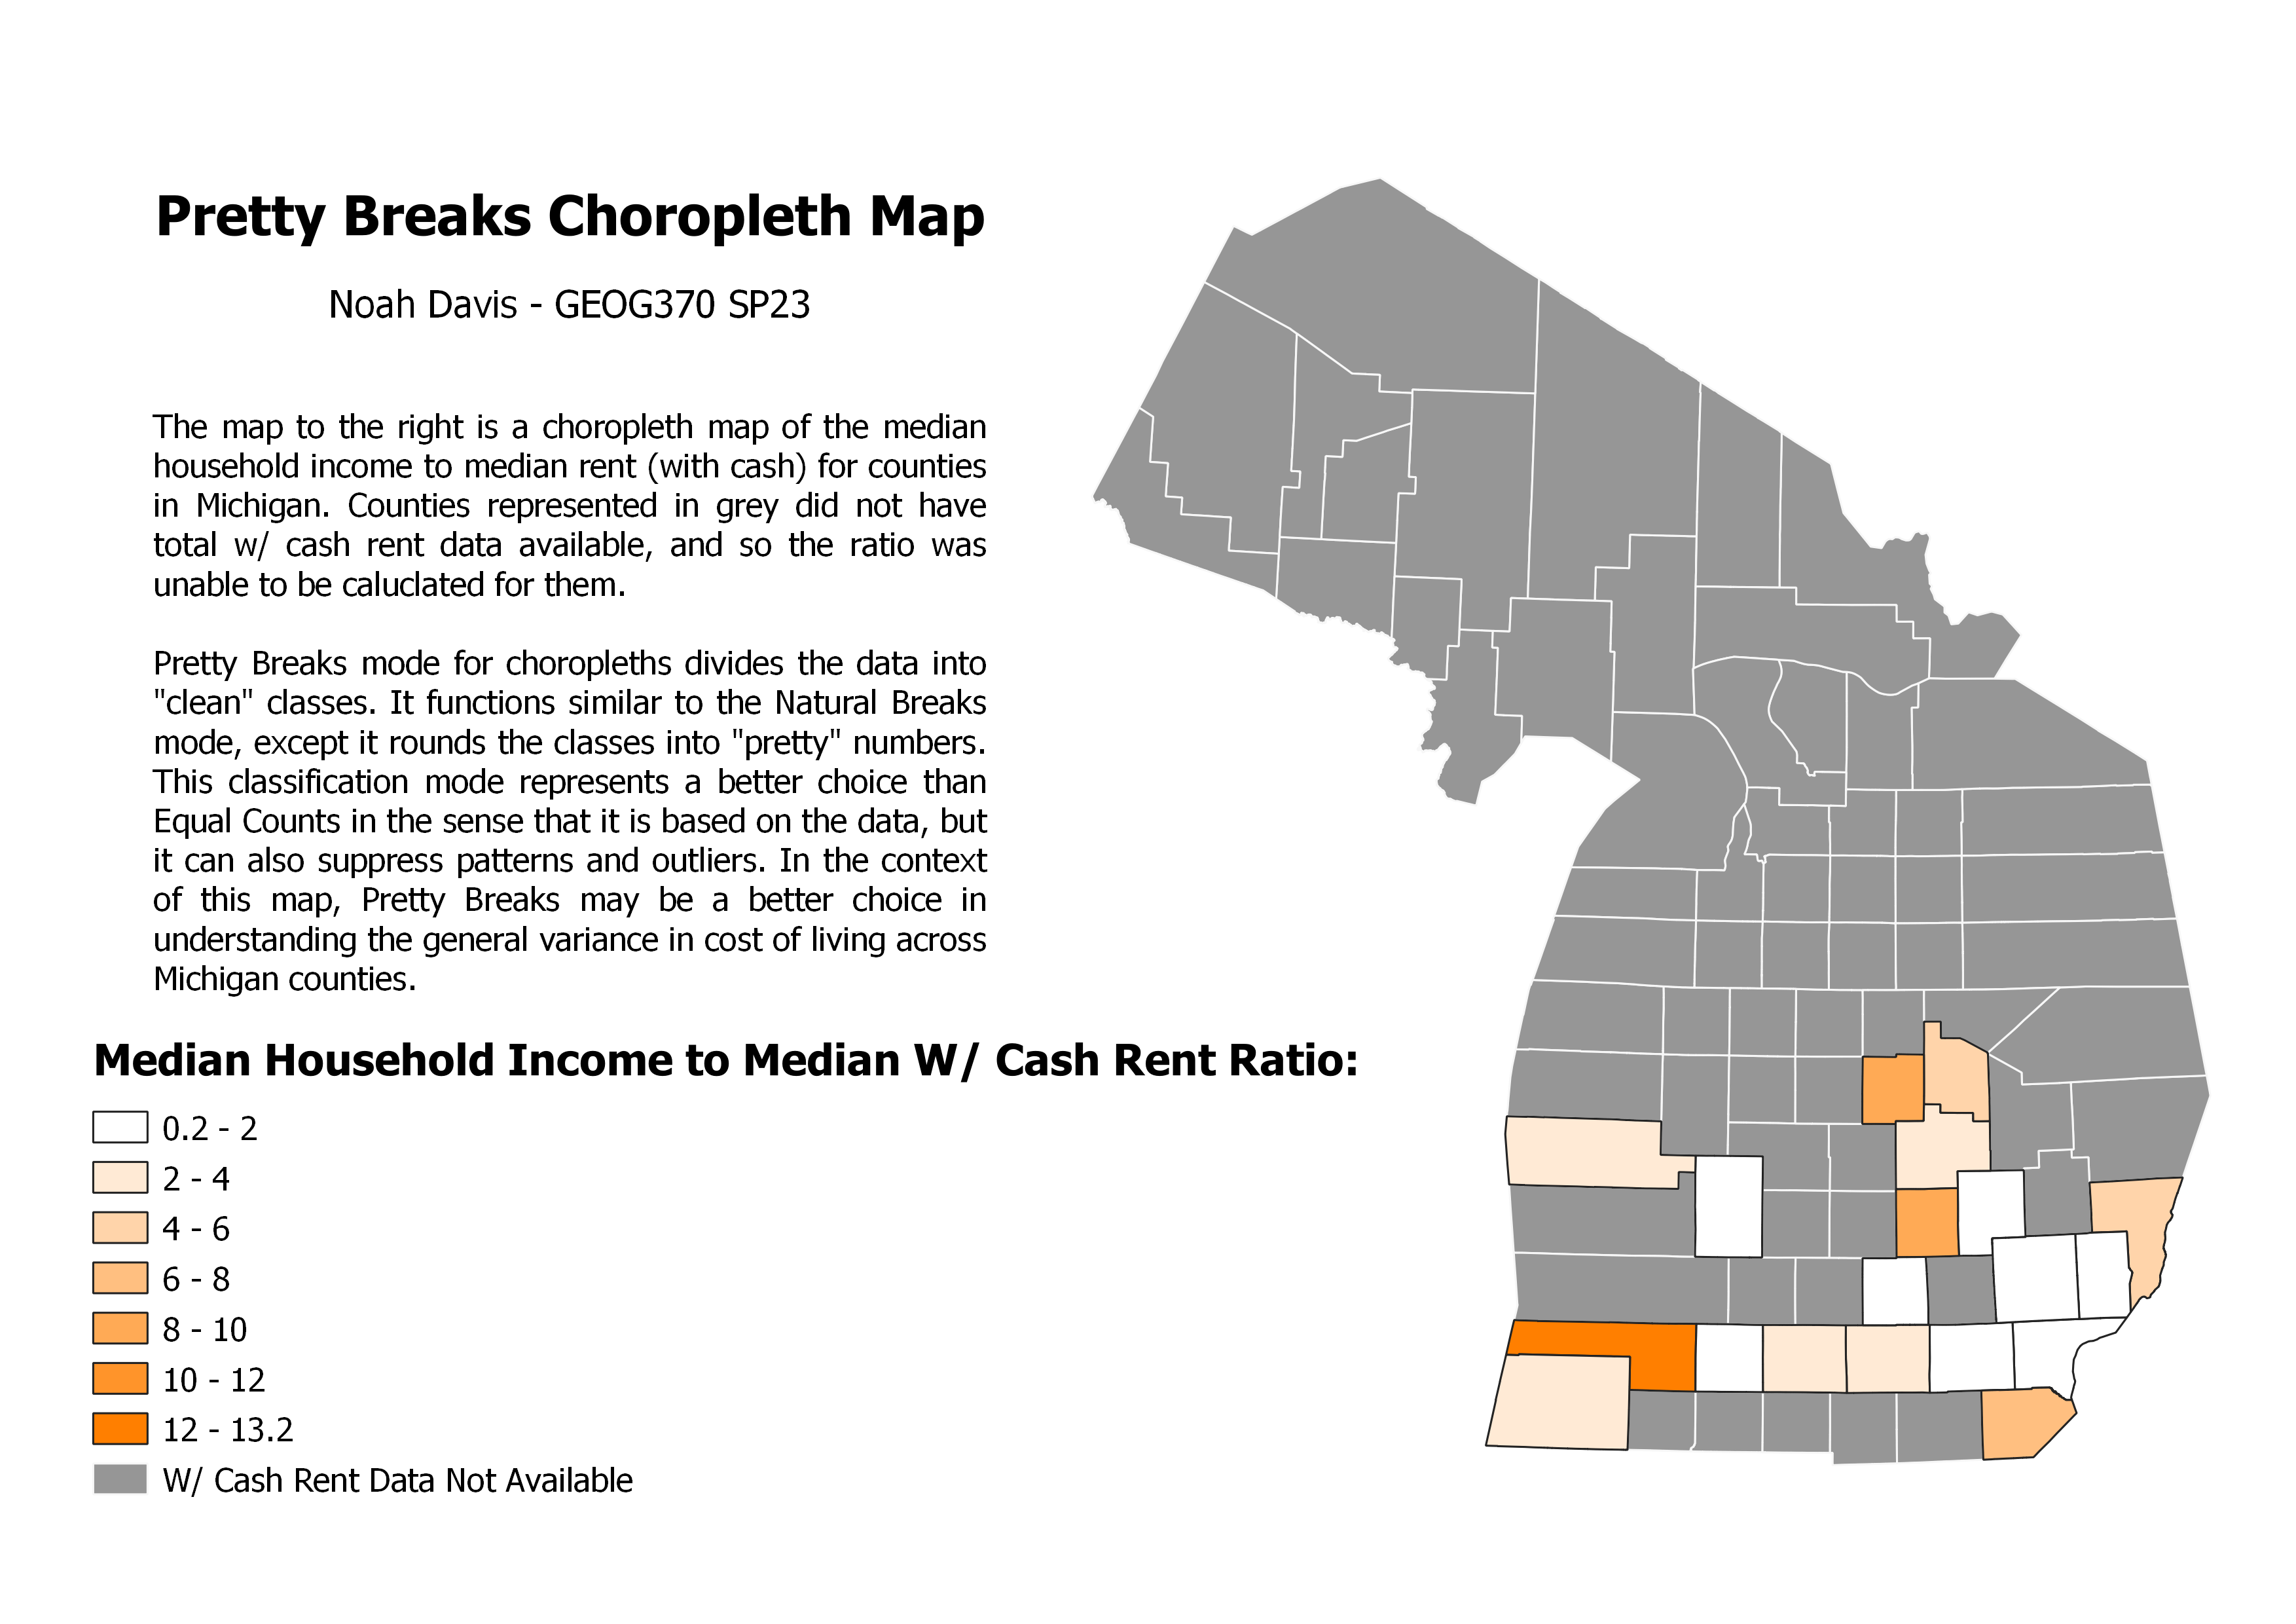 Pretty Breaks Choropleth Map
Noah Davis - GEOG370 SP23
The map to the right is a choropleth map of the median
household income to median rent (with cash) for counties
in Michigan. Counties represented in grey did not have
total w/ cash rent data available, and so the ratio was
unable to be caluclated for them.
Pretty Breaks mode for choropleths divides the data into
"clean" classes. It functions similar to the Natural Breaks
mode, except it rounds the classes into "pretty" numbers.
This classification mode represents a better choice than
Equal Counts in the sense that it is based on the data, but
it can also suppress patterns and outliers. In the context
of this map, Pretty Breaks may be a better choice in
understanding the general variance in cost of living across
Michigan counties.
Median Household Income to Median W/ Cash Rent Ratio:
0.2 - 2
2 - 4
4 - 6
6 - 8
8 - 10
10 - 12
12 - 13.2
W/ Cash Rent Data Not Available